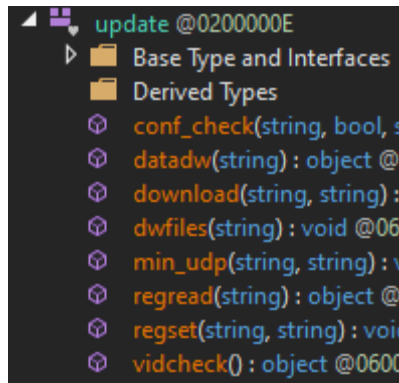 update @0200000E
Base Type and Interfaces
Derived Types
conf_check(string, bool, s
datadw(string) : object @
download(string, string) :
dwfiles(string) : void @06
min_udp(string, string) : v
regread(string) : object @
regset(string, string) : voi
vidcheck() : object @0600